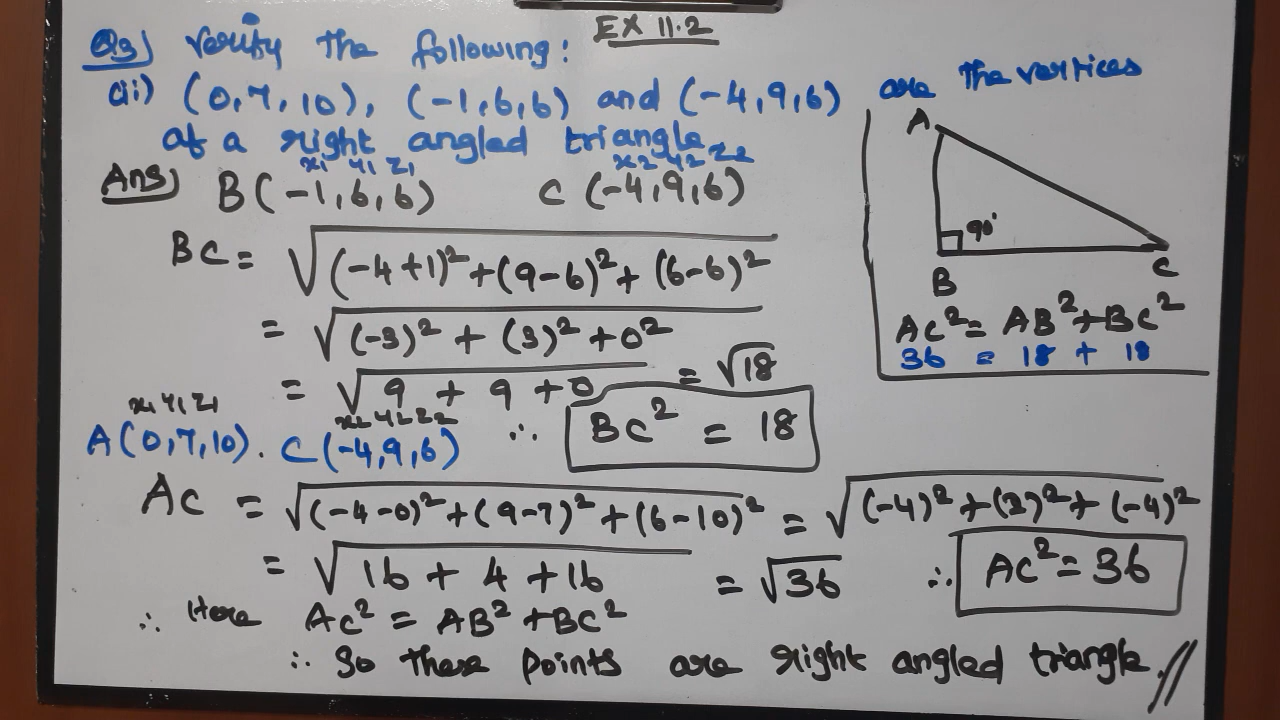 EX 11.2
Q3) Verify the following:
(ii) (0,7,10), (-1,6,6) and (-4,9,6) are the vertices
of a right angled triangle
x1 y1 z1 x2 y2 z2
Ans) B(-1,6,6) C(-4,9,6)
BC = √(-4+1)²+(9-6)²+(6-6)²
= √(-3)² + (3)² + 0²
= √9 + 9 + 0 = √18
∴ BC² = 18
A
90°
B
C
AC² = AB²+BC²
36 = 18 + 18
x1 y1 z1 x2 y2 z2
A(0,7,10). C(-4,9,6)
AC = √(-4-0)²+(9-7)²+(6-10)² = √(-4)²+(2)²+(-4)²
= √16 + 4 + 16 = √36 ∴ AC² = 36
∴ Here AC² = AB² + BC²
∴ So these points are right angled triangle.//